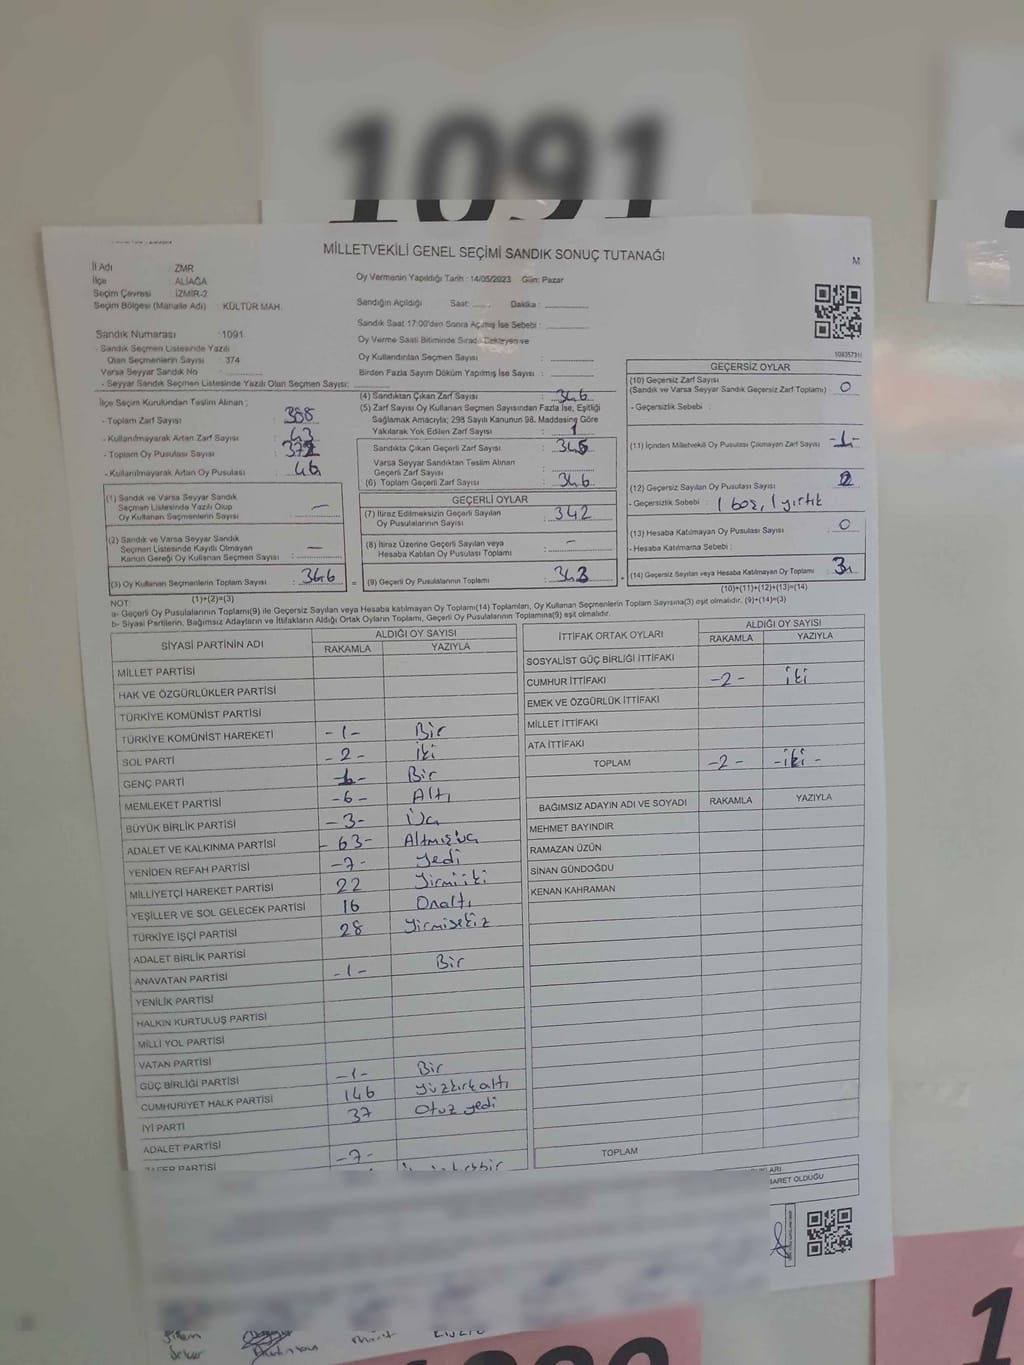 1091
MİLLETVEKİLİ GENEL SEÇİMİ SANDIK SONUÇ TUTANAĞI
M
İl Adı : ZMR
İlçe : ALİAĞA
Seçim Çevresi : İZMİR-2
Seçim Bölgesi (Mahalle Adı) : KÜLTÜR MAH.
Oy Vermenin Yapıldığı Tarih : 14/05/2023 Gün: Pazar
Sandığın Açıldığı Saat: ...... Dakika : ............
Sandık Saat 17:00'den Sonra Açılmış İse Sebebi : ............
Oy Verme Saati Bitiminde Sırada Bekleyen ve
Oy Kullandırılan Seçmen Sayısı : ............
Birden Fazla Sayım Döküm Yapılmış İse Sayısı : ............
Sandık Numarası : 1091
- Sandık Seçmen Listesinde Yazılı
Olan Seçmenlerin Sayısı : 374
Varsa Seyyar Sandık No : ............
- Seyyar Sandık Seçmen Listesinde Yazılı Olan Seçmen Sayısı: ............
İlçe Seçim Kurulundan Teslim Alınan ;
- Toplam Zarf Sayısı : 388
- Kullanılmayarak Artan Zarf Sayısı :
- Toplam Oy Pusulası Sayısı :
- Kullanılmayarak Artan Oy Pusulası :
(1) Sandık ve Varsa Seyyar Sandık
Seçmen Listesinde Yazılı Olup
Oy Kullanan Seçmenlerin Sayısı : —
(2) Sandık ve Varsa Seyyar Sandık
Seçmen Listesinde Kayıtlı Olmayan
Kanun Gereği Oy Kullanan Seçmen Sayısı : —
(3) Oy Kullanan Seçmenlerin Toplam Sayısı : 346
(1)+(2)=(3)
(4) Sandıktan Çıkan Zarf Sayısı : 346
(5) Zarf Sayısı Oy Kullanan Seçmen Sayısından Fazla İse, Eşitliği
Sağlamak Amacıyla; 298 Sayılı Kanunun 98. Maddesine Göre
Yakılarak Yok Edilen Zarf Sayısı : 1
Sandıkta Çıkan Geçerli Zarf Sayısı : 345
Varsa Seyyar Sandıktan Teslim Alınan
Geçerli Zarf Sayısı : ............
(6) Toplam Geçerli Zarf Sayısı : 346
GEÇERLİ OYLAR
(7) İtiraz Edilmeksizin Geçerli Sayılan
Oy Pusulalarının Sayısı : 342
(8) İtiraz Üzerine Geçerli Sayılan veya
Hesaba Katılan Oy Pusulası Toplamı : —
(9) Geçerli Oy Pusulalarının Toplamı : 343
GEÇERSİZ OYLAR
(10) Geçersiz Zarf Sayısı
(Sandık ve Varsa Seyyar Sandık Geçersiz Zarf Toplamı) : 0
- Geçersizlik Sebebi :
(11) İçinden Milletvekili Oy Pusulası Çıkmayan Zarf Sayısı : -1-
(12) Geçersiz Sayılan Oy Pusulası Sayısı : 2
- Geçersizlik Sebebi : 1 boş, 1 yırtık
(13) Hesaba Katılmayan Oy Pusulası Sayısı : 0
- Hesaba Katılmama Sebebi :
(14) Geçersiz Sayılan veya Hesaba Katılmayan Oy Toplamı : 3
(10)+(11)+(12)+(13)=(14)
NOT:
a- Geçerli Oy Pusulalarının Toplamı(9) ile Geçersiz Sayılan veya Hesaba katılmayan Oy Toplamı(14) Toplamları, Oy Kullanan Seçmenlerin Toplam Sayısına(3) eşit olmalıdır. (9)+(14)=(3)
b- Siyasi Partilerin, Bağımsız Adayların ve İttifakların Aldığı Ortak Oyların Toplamı, Geçerli Oy Pusulalarının Toplamına(9) eşit olmalıdır.
SİYASİ PARTİNİN ADI ALDIĞI OY SAYISI
RAKAMLA YAZIYLA
MİLLET PARTİSİ
HAK VE ÖZGÜRLÜKLER PARTİSİ
TÜRKİYE KOMÜNİST PARTİSİ
TÜRKİYE KOMÜNİST HAREKETİ -1- Bir
SOL PARTİ -2- İki
GENÇ PARTİ Bir
MEMLEKET PARTİSİ -6- Altı
BÜYÜK BİRLİK PARTİSİ -3- Üç
ADALET VE KALKINMA PARTİSİ -63- Altmışüç
YENİDEN REFAH PARTİSİ -7- Yedi
MİLLİYETÇİ HAREKET PARTİSİ 22 Yirmiiki
YEŞİLLER VE SOL GELECEK PARTİSİ 16 Onaltı
TÜRKİYE İŞÇİ PARTİSİ 28 Yirmisekiz
ADALET BİRLİK PARTİSİ
ANAVATAN PARTİSİ -1- Bir
YENİLİK PARTİSİ
HALKIN KURTULUŞ PARTİSİ
MİLLİ YOL PARTİSİ
VATAN PARTİSİ
GÜÇ BİRLİĞİ PARTİSİ -1- Bir
CUMHURİYET HALK PARTİSİ 146 Yüzkırkaltı
İYİ PARTİ 37 Otuz yedi
ADALET PARTİSİ
ZAFER PARTİSİ -7-
İTTİFAK ORTAK OYLARI ALDIĞI OY SAYISI
RAKAMLA YAZIYLA
SOSYALİST GÜÇ BİRLİĞİ İTTİFAKI
CUMHUR İTTİFAKI -2- İki
EMEK VE ÖZGÜRLÜK İTTİFAKI
MİLLET İTTİFAKI
ATA İTTİFAKI
TOPLAM -2- -iki-
BAĞIMSIZ ADAYIN ADI VE SOYADI RAKAMLA YAZIYLA
MEHMET BAYINDIR
RAMAZAN ÜZÜN
SİNAN GÜNDOĞDU
KENAN KAHRAMAN
TOPLAM